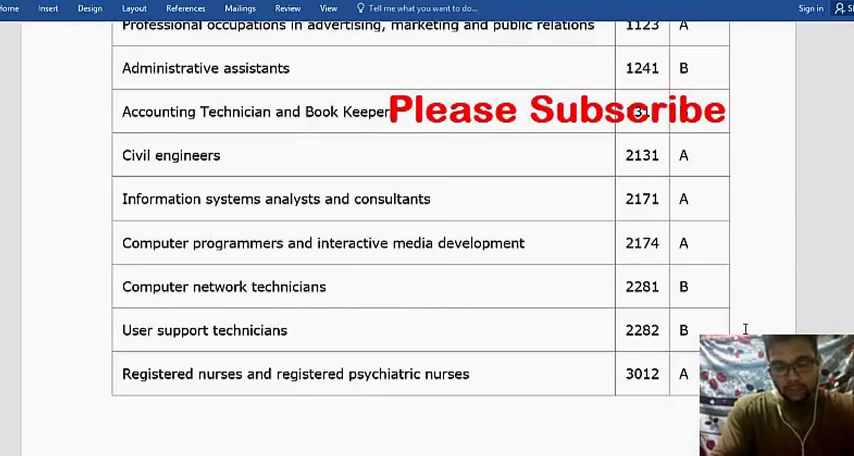 Home Insert Design Layout References Mailings Review View Tell me what you want to do... Sign in
Professional occupations in advertising, marketing and public relations 1123 A
Administrative assistants 1241 B
Accounting Technician and Book Keeper Please Subscribe
Civil engineers 2131 A
Information systems analysts and consultants 2171 A
Computer programmers and interactive media development 2174 A
Computer network technicians 2281 B
User support technicians 2282 B
Registered nurses and registered psychiatric nurses 3012 A